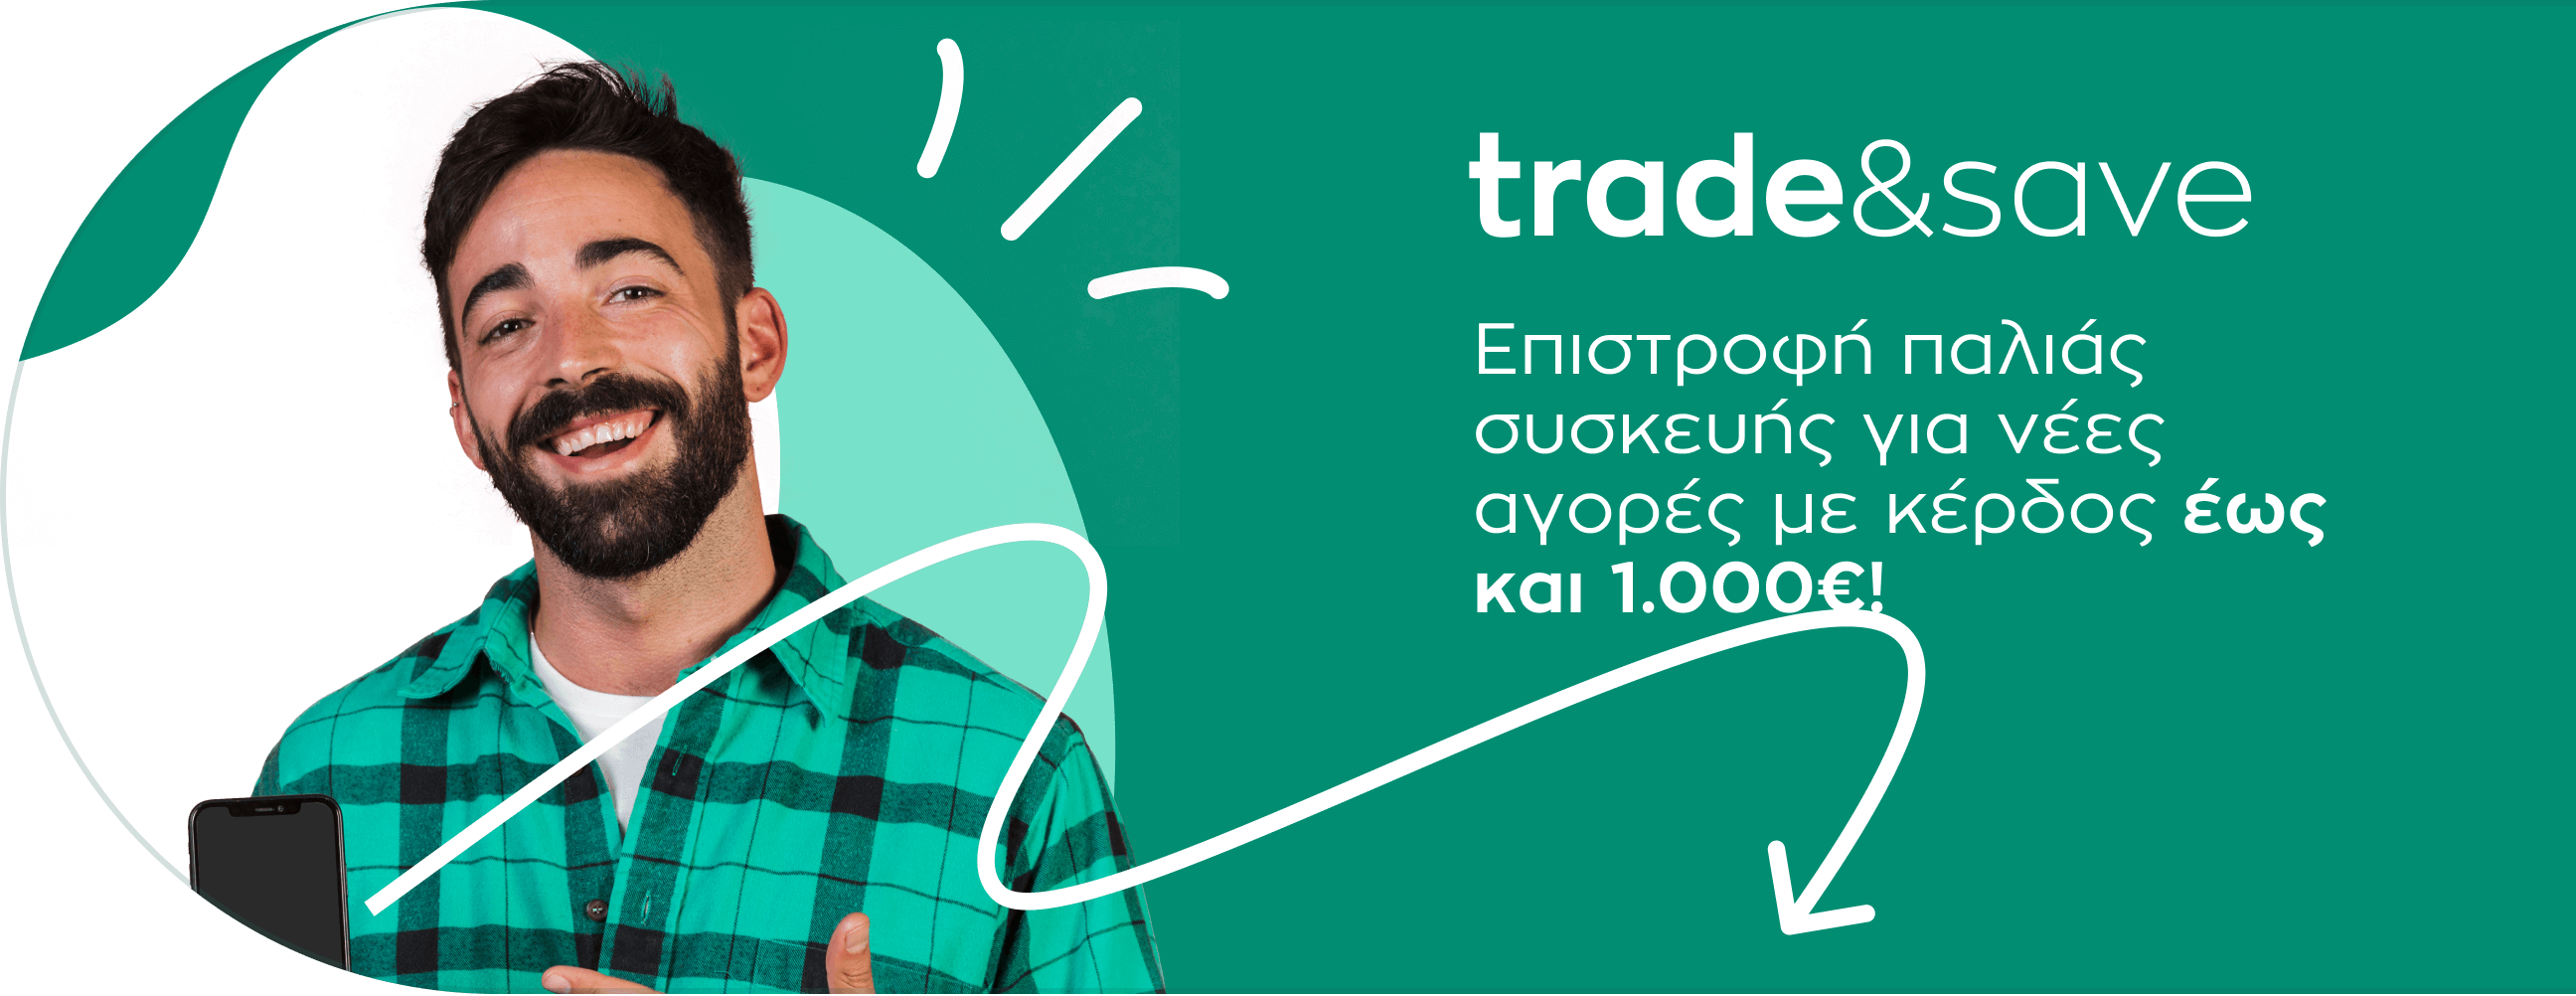 trade&save
Επιστροφή παλιάς
συσκευής για νέες
αγορές με κέρδος έως
και 1.000€!